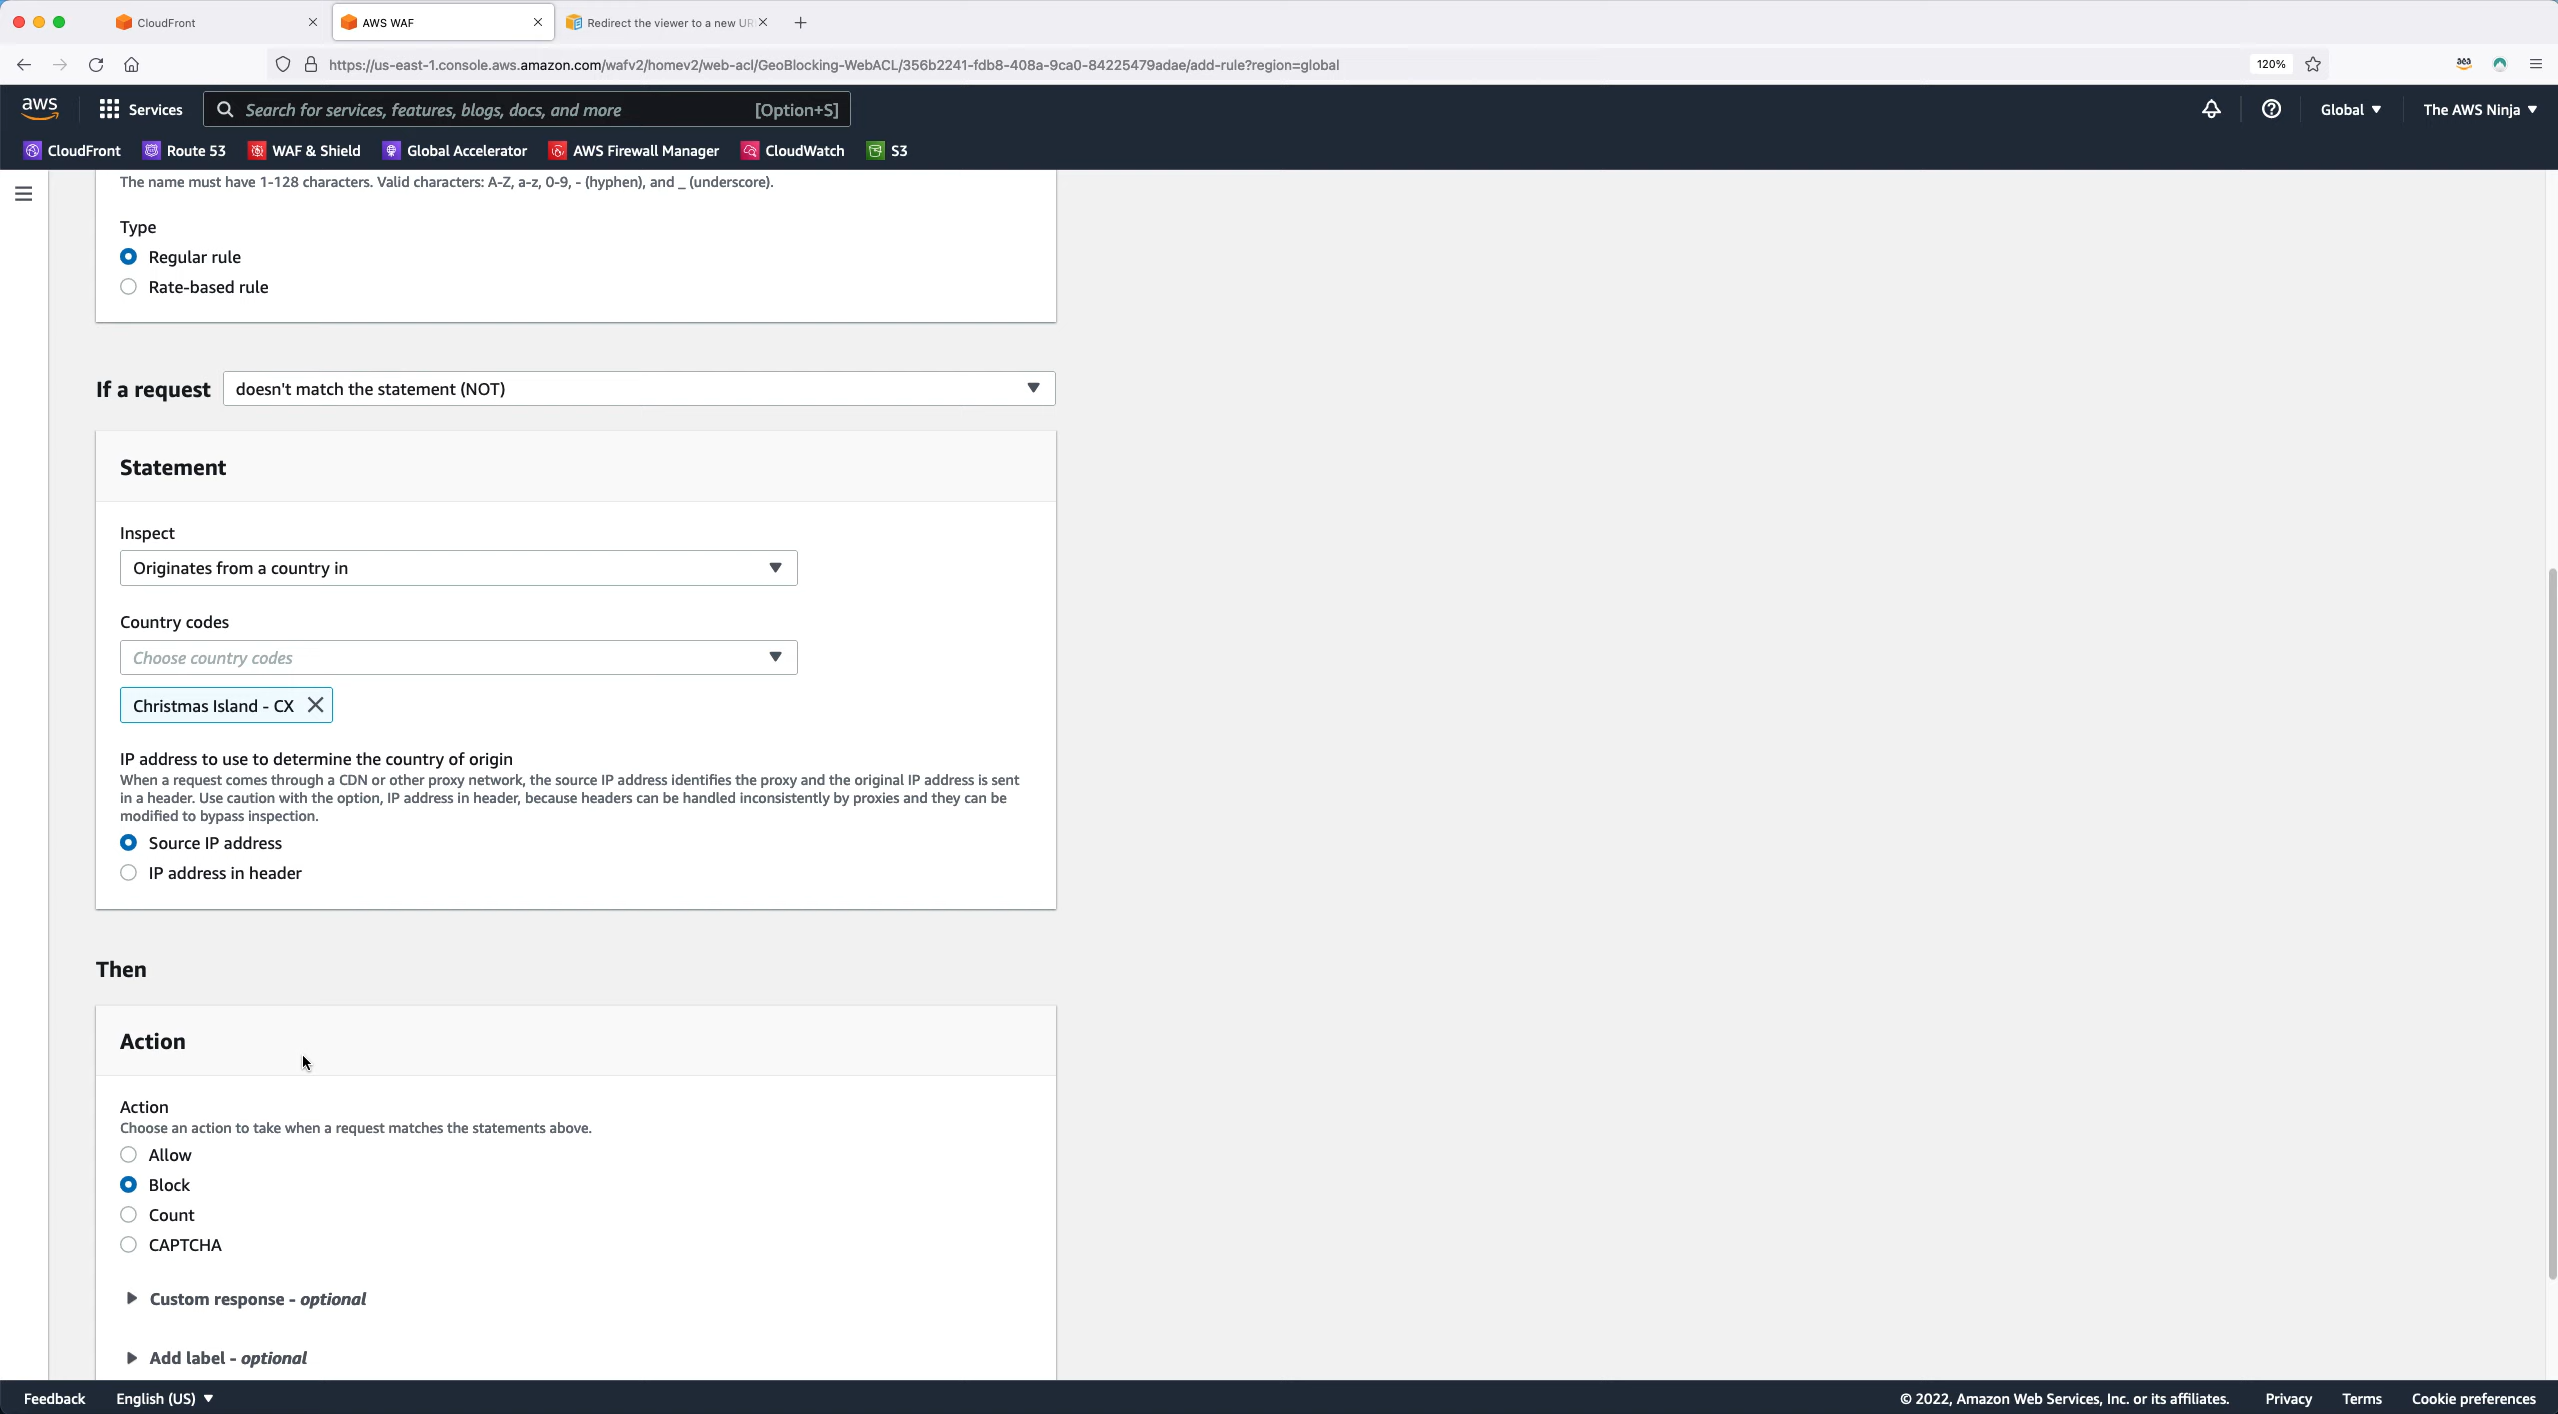 CloudFront
AWS WAF
Redirect the viewer to a new UR
https://us-east-1.console.aws.amazon.com/wafv2/homev2/web-acl/GeoBlocking-WebACL/356b2241-fdb8-408a-9ca0-84225479adae/add-rule?region=global
120%
aws
Services
Search for services, features, blogs, docs, and more
[Option+S]
Global
The AWS Ninja
CloudFront
Route 53
WAF & Shield
Global Accelerator
AWS Firewall Manager
CloudWatch
S3
The name must have 1-128 characters. Valid characters: A-Z, a-z, 0-9, - (hyphen), and _ (underscore).
Type
Regular rule
Rate-based rule
If a request
doesn't match the statement (NOT)
Statement
Inspect
Originates from a country in
Country codes
Choose country codes
Christmas Island - CX
IP address to use to determine the country of origin
When a request comes through a CDN or other proxy network, the source IP address identifies the proxy and the original IP address is sent
in a header. Use caution with the option, IP address in header, because headers can be handled inconsistently by proxies and they can be
modified to bypass inspection.
Source IP address
IP address in header
Then
Action
Action
Choose an action to take when a request matches the statements above.
Allow
Block
Count
CAPTCHA
Custom response - optional
Add label - optional
Feedback
English (US)
© 2022, Amazon Web Services, Inc. or its affiliates.
Privacy
Terms
Cookie preferences